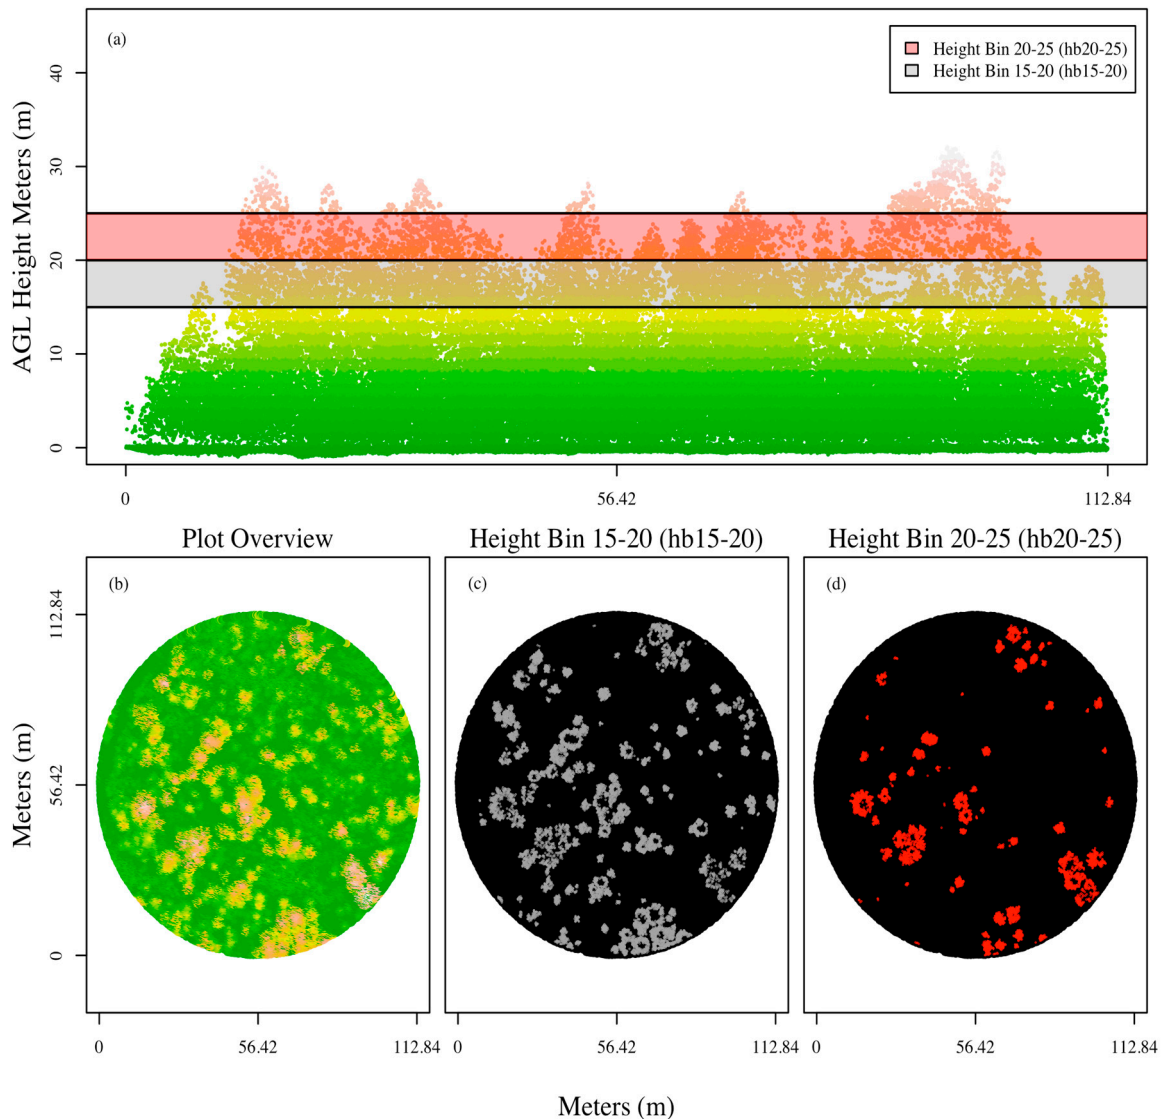 (a)
Height Bin 20-25 (hb20-25)
Height Bin 15-20 (hb15-20)
AGL Height Meters (m)
40
30
20
10
0
0 56.42 112.84
Plot Overview Height Bin 15-20 (hb15-20) Height Bin 20-25 (hb20-25)
(b) (c) (d)
Meters (m)
112.84
56.42
0
0 56.42 112.84 0 56.42 112.84 0 56.42 112.84
Meters (m)